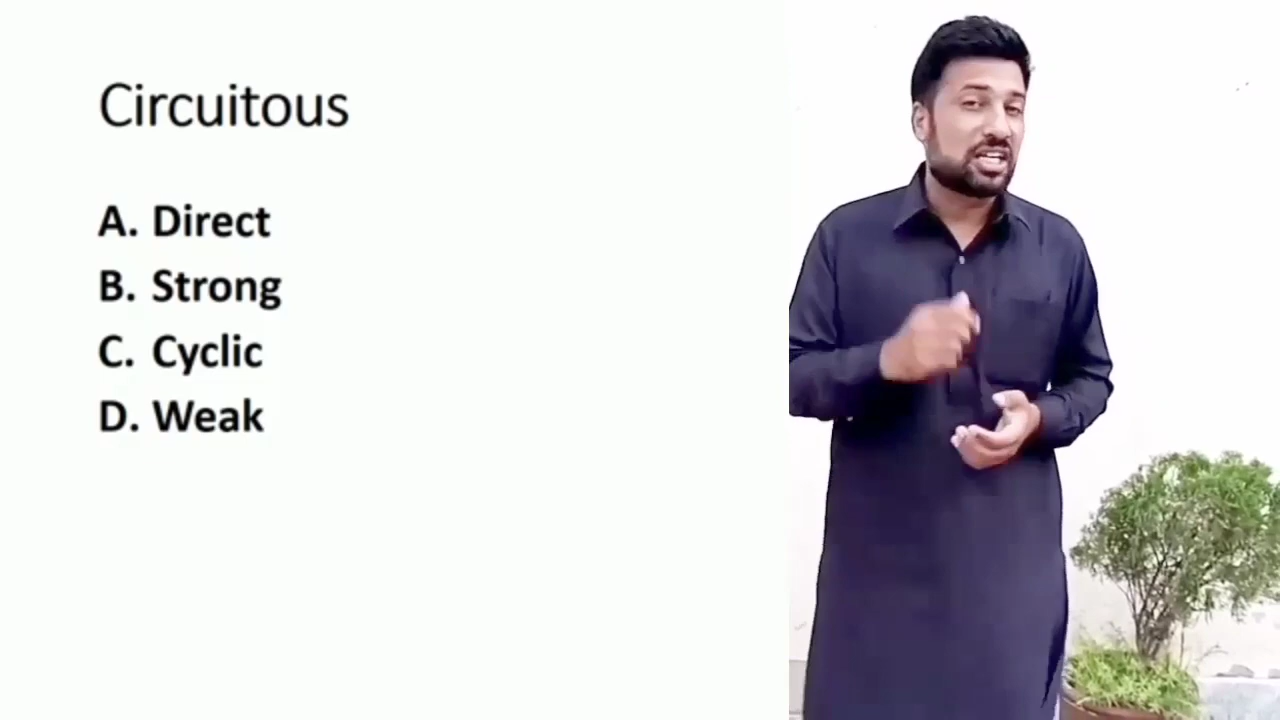 Circuitous
A. Direct
B. Strong
C. Cyclic
D. Weak